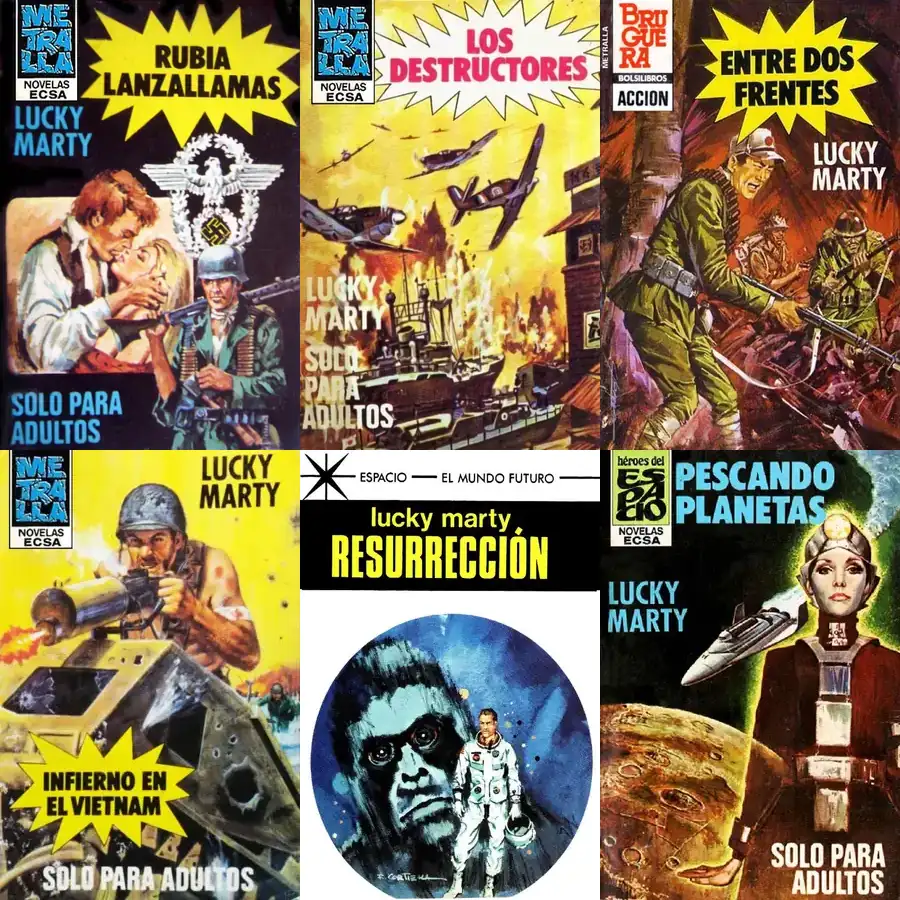 ME
TRA
LLA
NOVELAS
ECSA
RUBIA
LANZALLAMAS
LUCKY
MARTY
SOLO PARA
ADULTOS
ME
TRA
LLA
NOVELAS
ECSA
LOS
DESTRUCTORES
LUCKY
MARTY
SOLO
PARA
ADULTOS
METRALLA
BRU
GUE
RA
BOLSILIBROS
ACCION
ENTRE DOS
FRENTES
LUCKY
MARTY
ME
TRA
LLA
NOVELAS
ECSA
LUCKY
MARTY
INFIERNO EN
EL VIETNAM
SOLO PARA ADULTOS
ESPACIO — EL MUNDO FUTURO
lucky marty
RESURRECCIÓN
héroes del
ES
PA
CIO
NOVELAS
ECSA
PESCANDO
PLANETAS
LUCKY
MARTY
SOLO PARA
ADULTOS